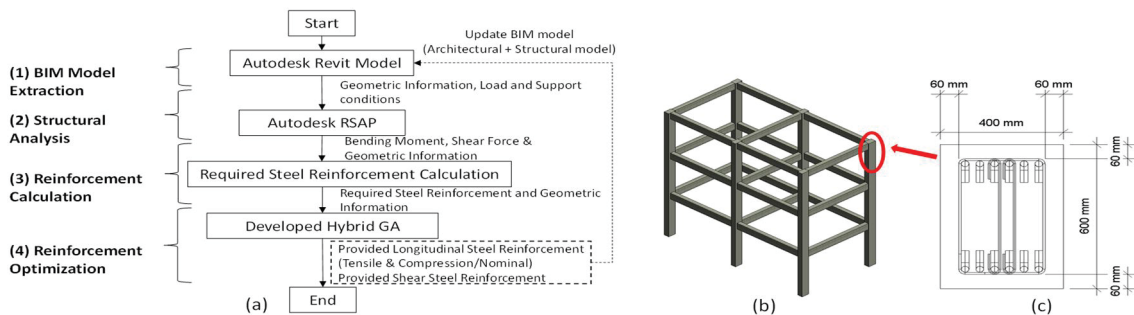 Start
Update BIM model
(Architectural + Structural model)
(1) BIM Model
Extraction
Autodesk Revit Model
Geometric Information, Load and Support
conditions
(2) Structural
Analysis
Autodesk RSAP
Bending Moment, Shear Force &
Geometric Information
(3) Reinforcement
Calculation
Required Steel Reinforcement Calculation
Required Steel Reinforcement and Geometric
Information
(4) Reinforcement
Optimization
Developed Hybrid GA
Provided Longitudinal Steel Reinforcement
(Tensile & Compression/Nominal)
Provided Shear Steel Reinforcement
End
(a)
(b)
60 mm
60 mm
400 mm
60 mm
600 mm
60 mm
(c)